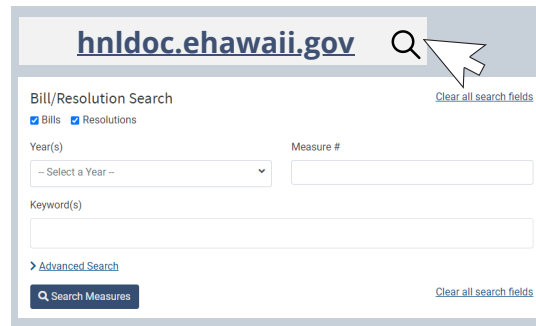 hnldoc.ehawaii.gov
Bill/Resolution Search
Clear all search fields
Bills Resolutions
Year(s)
Measure #
-- Select a Year --
Keyword(s)
Advanced Search
Search Measures
Clear all search fields